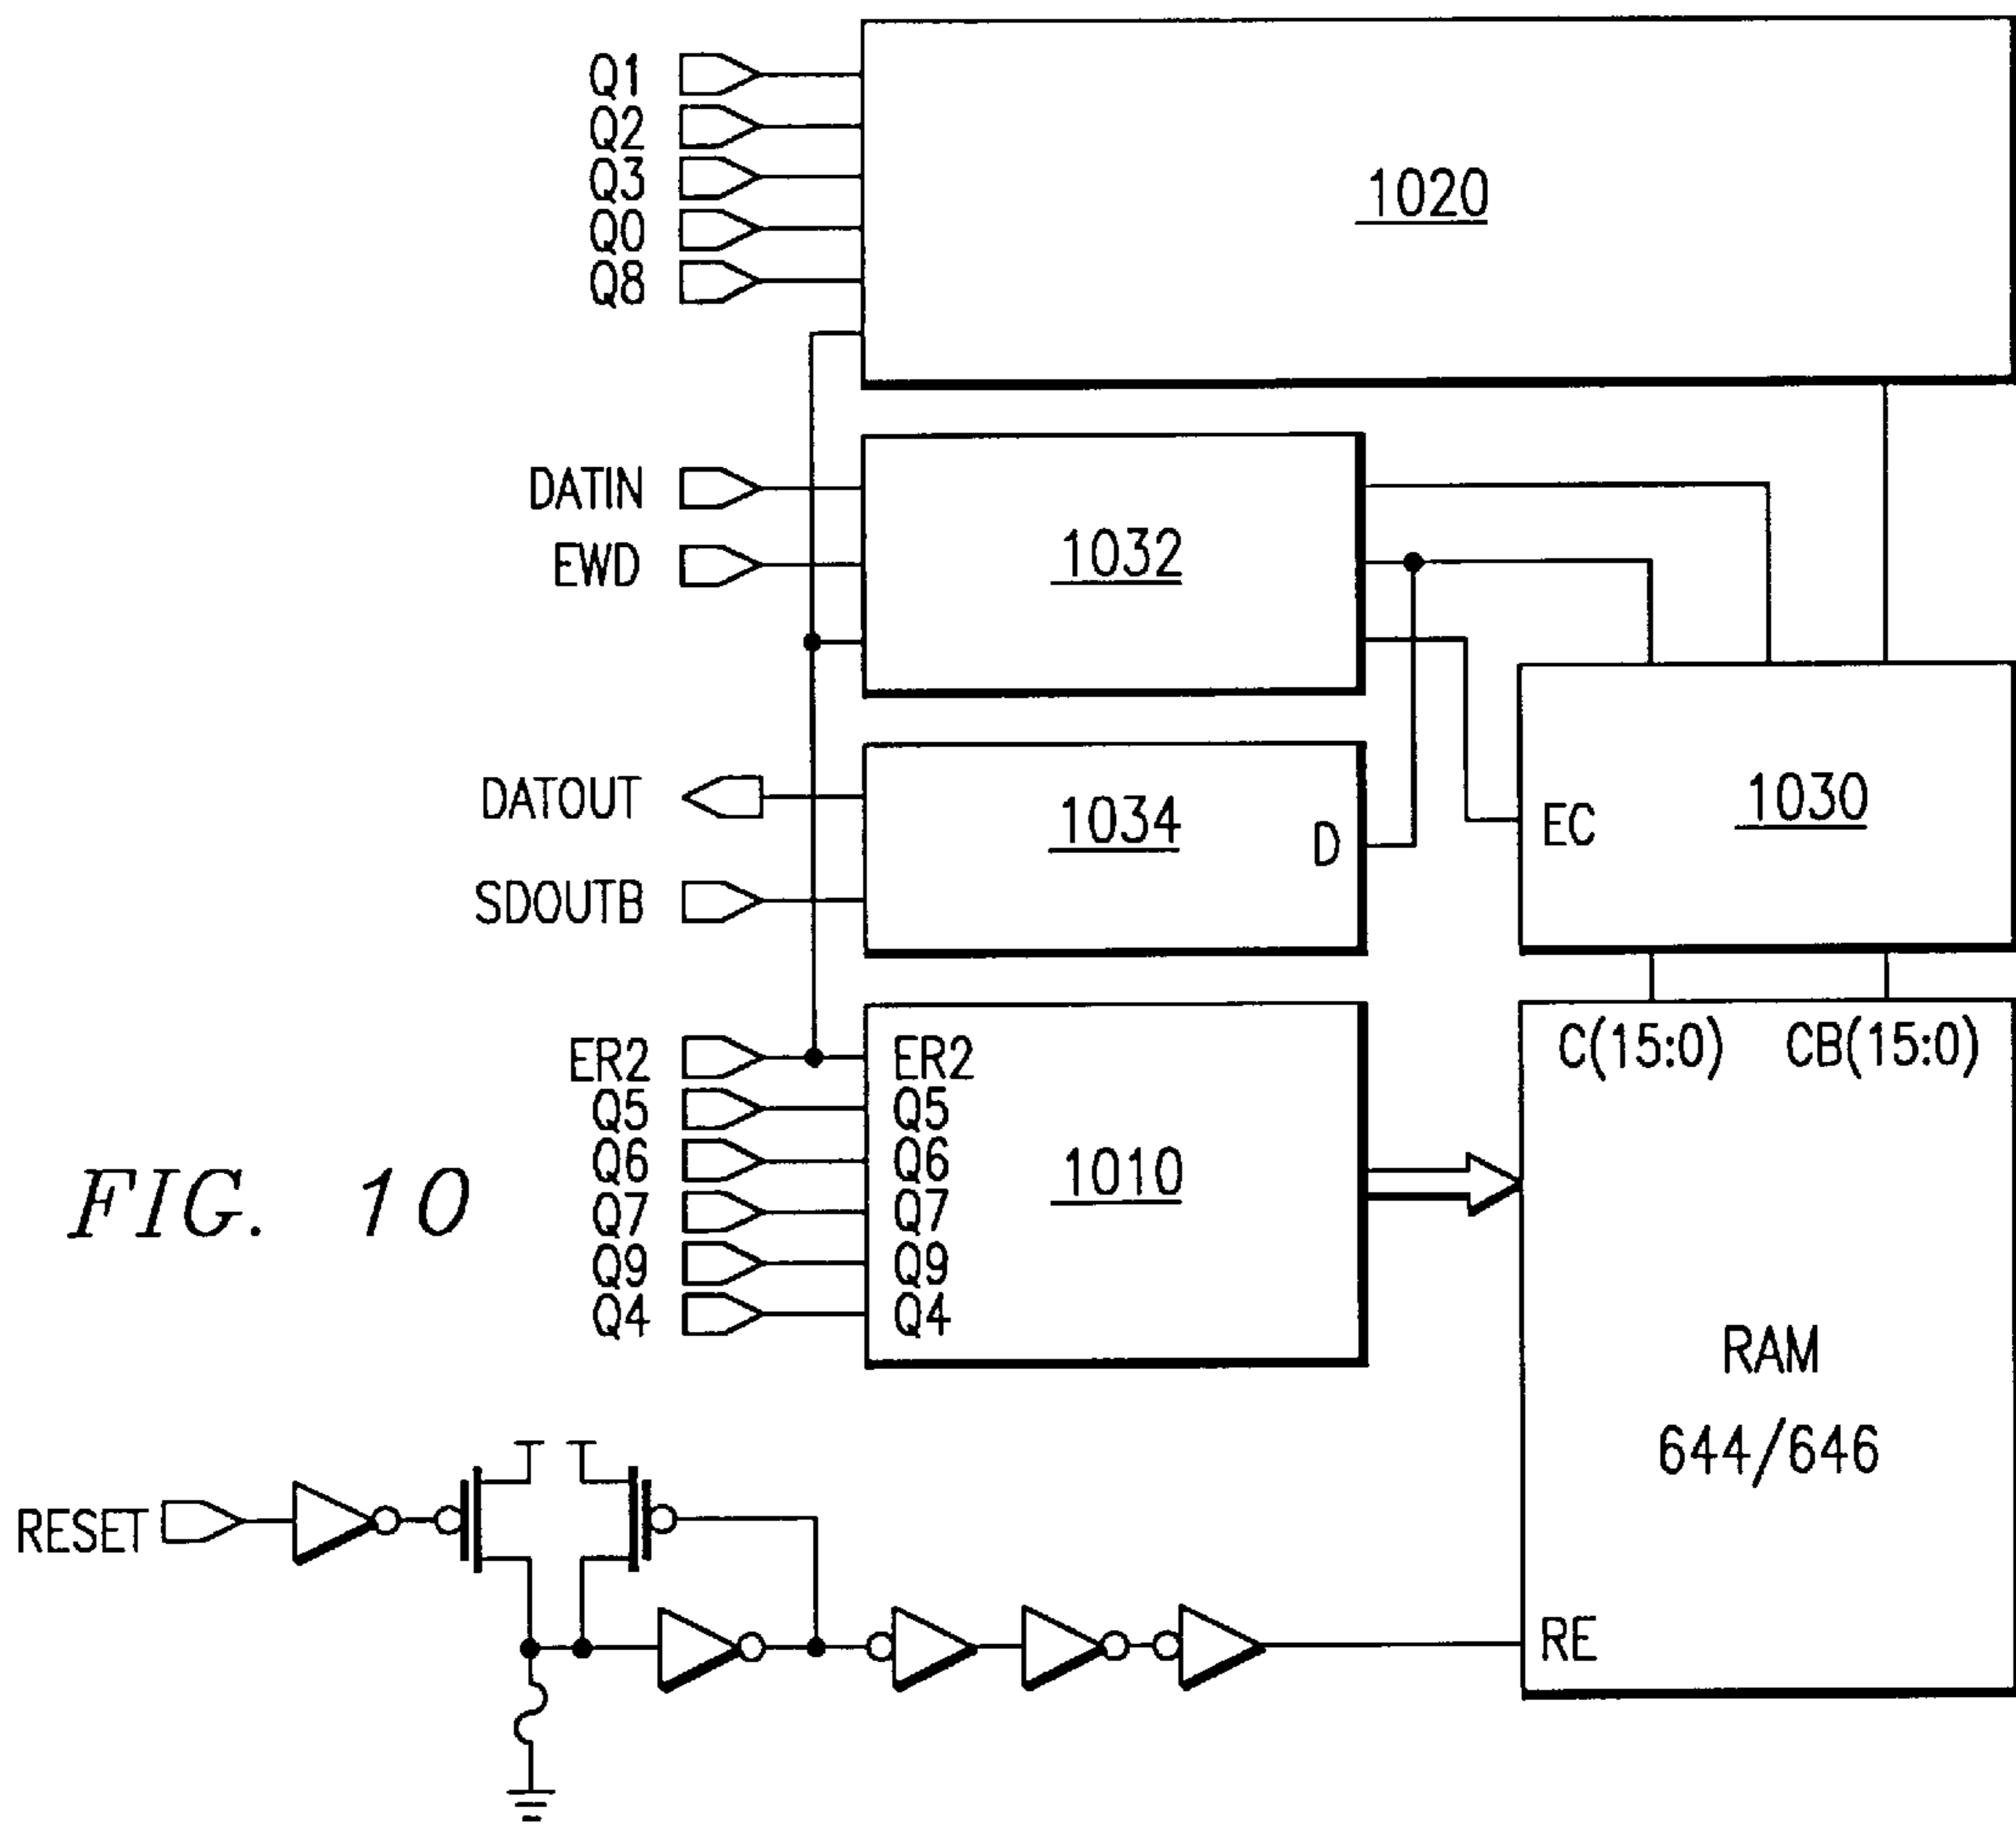 Q1
Q2
Q3
Q0
Q8
1020
DATIN
EWD
1032
DATOUT
SDOUTB
1034
D
EC
1030
ER2
Q5
Q6
Q7
Q9
Q4
ER2
Q5
Q6
Q7
Q9
Q4
1010
C(15:0) CB(15:0)
RAM
644/646
RE
RESET
FIG. 10